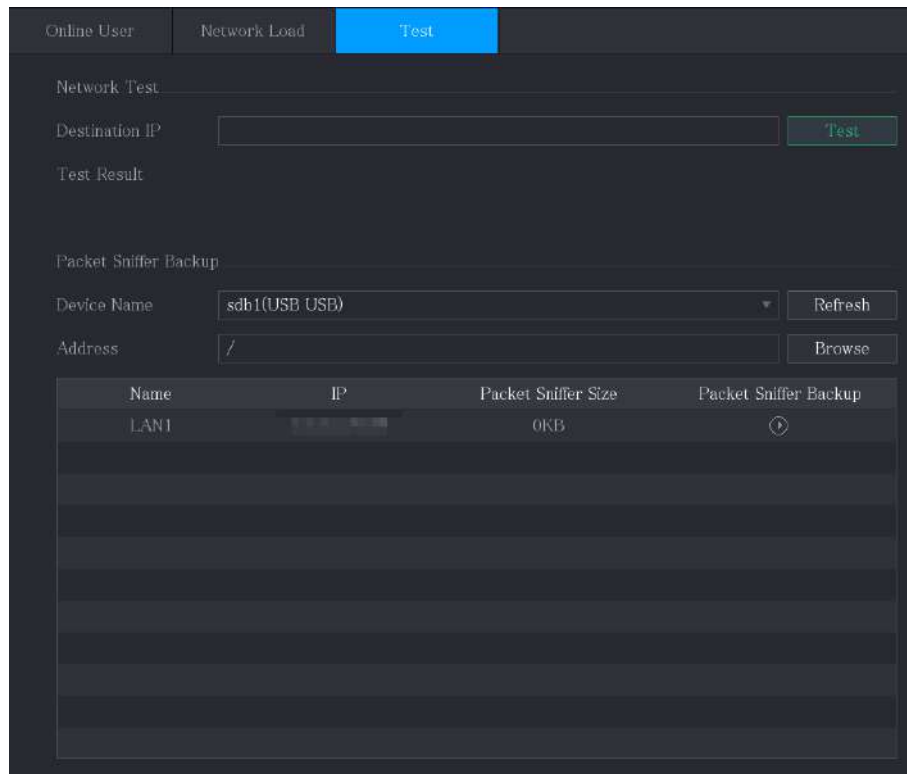 Online User Network Load Test
Network Test
Destination IP Test
Test Result
Packet Sniffer Backup
Device Name sdb1(USB USB) Refresh
Address / Browse
Name IP Packet Sniffer Size Packet Sniffer Backup
LAN1 0KB